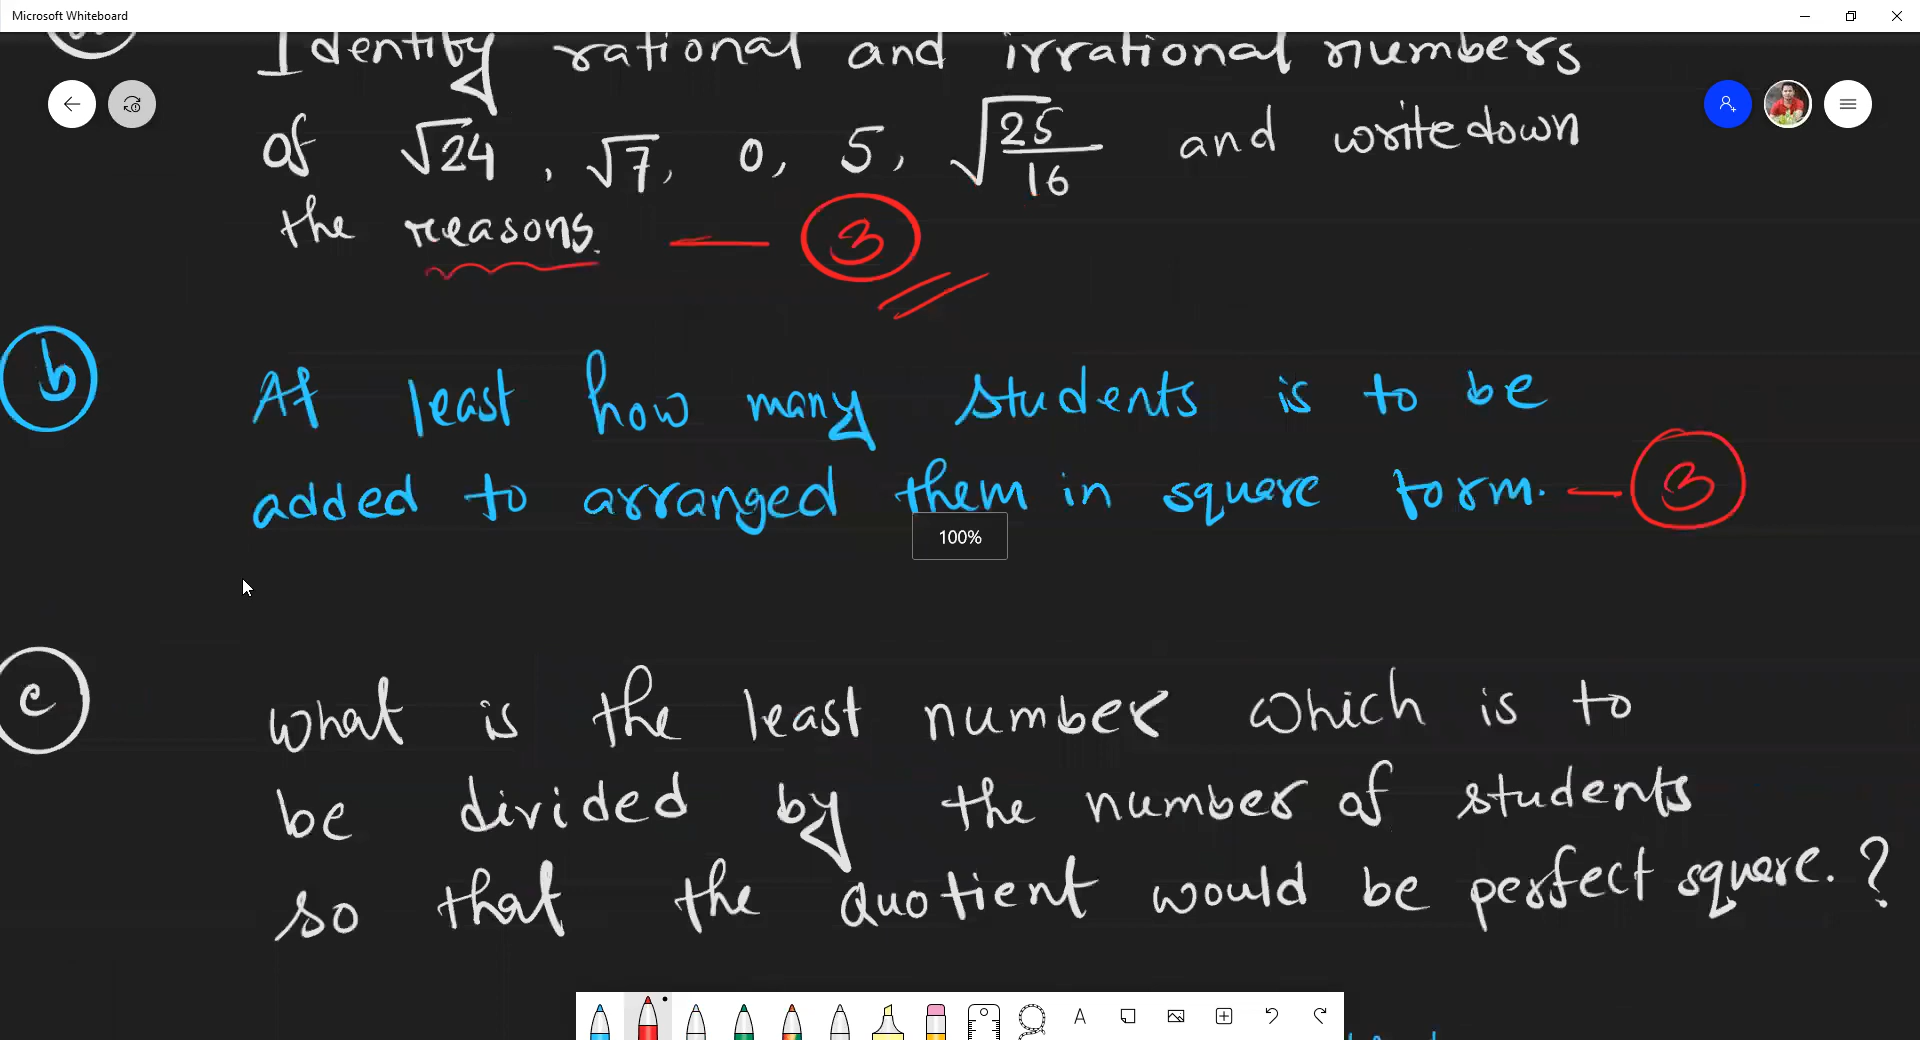 Microsoft Whiteboard
Identify rational and irrational numbers
of √24, √7, 0, 5, √25/16 and write down
the reasons. — 3
b
At least how many students is to be
added to arranged them in square form. — 3
100%
c
what is the least number which is to
be divided by the number of students
so that the quotient would be perfect square. ?
A